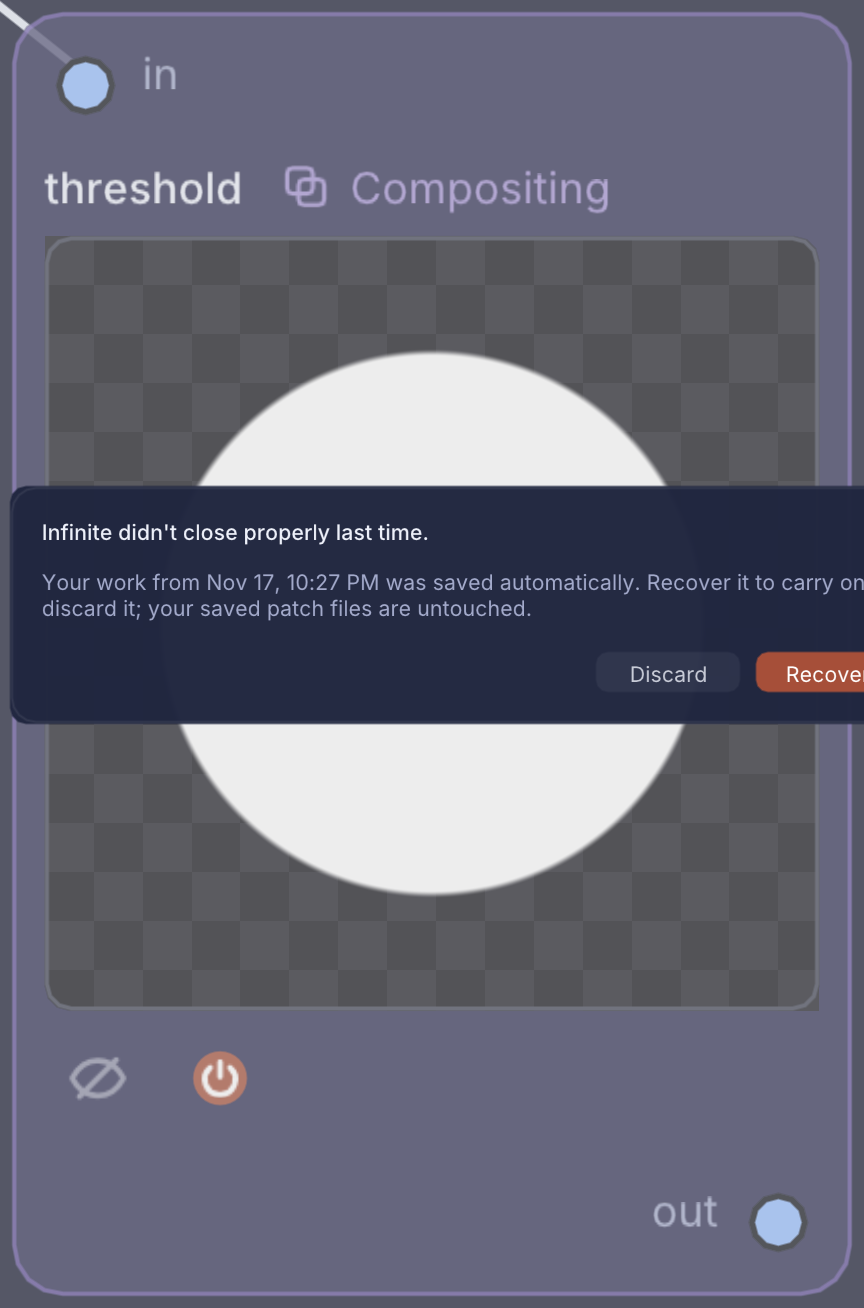 in
threshold Compositing
Infinite didn't close properly last time.
Your work from Nov 17, 10:27 PM was saved automatically. Recover it to carry on
discard it; your saved patch files are untouched.
Discard Recove
out